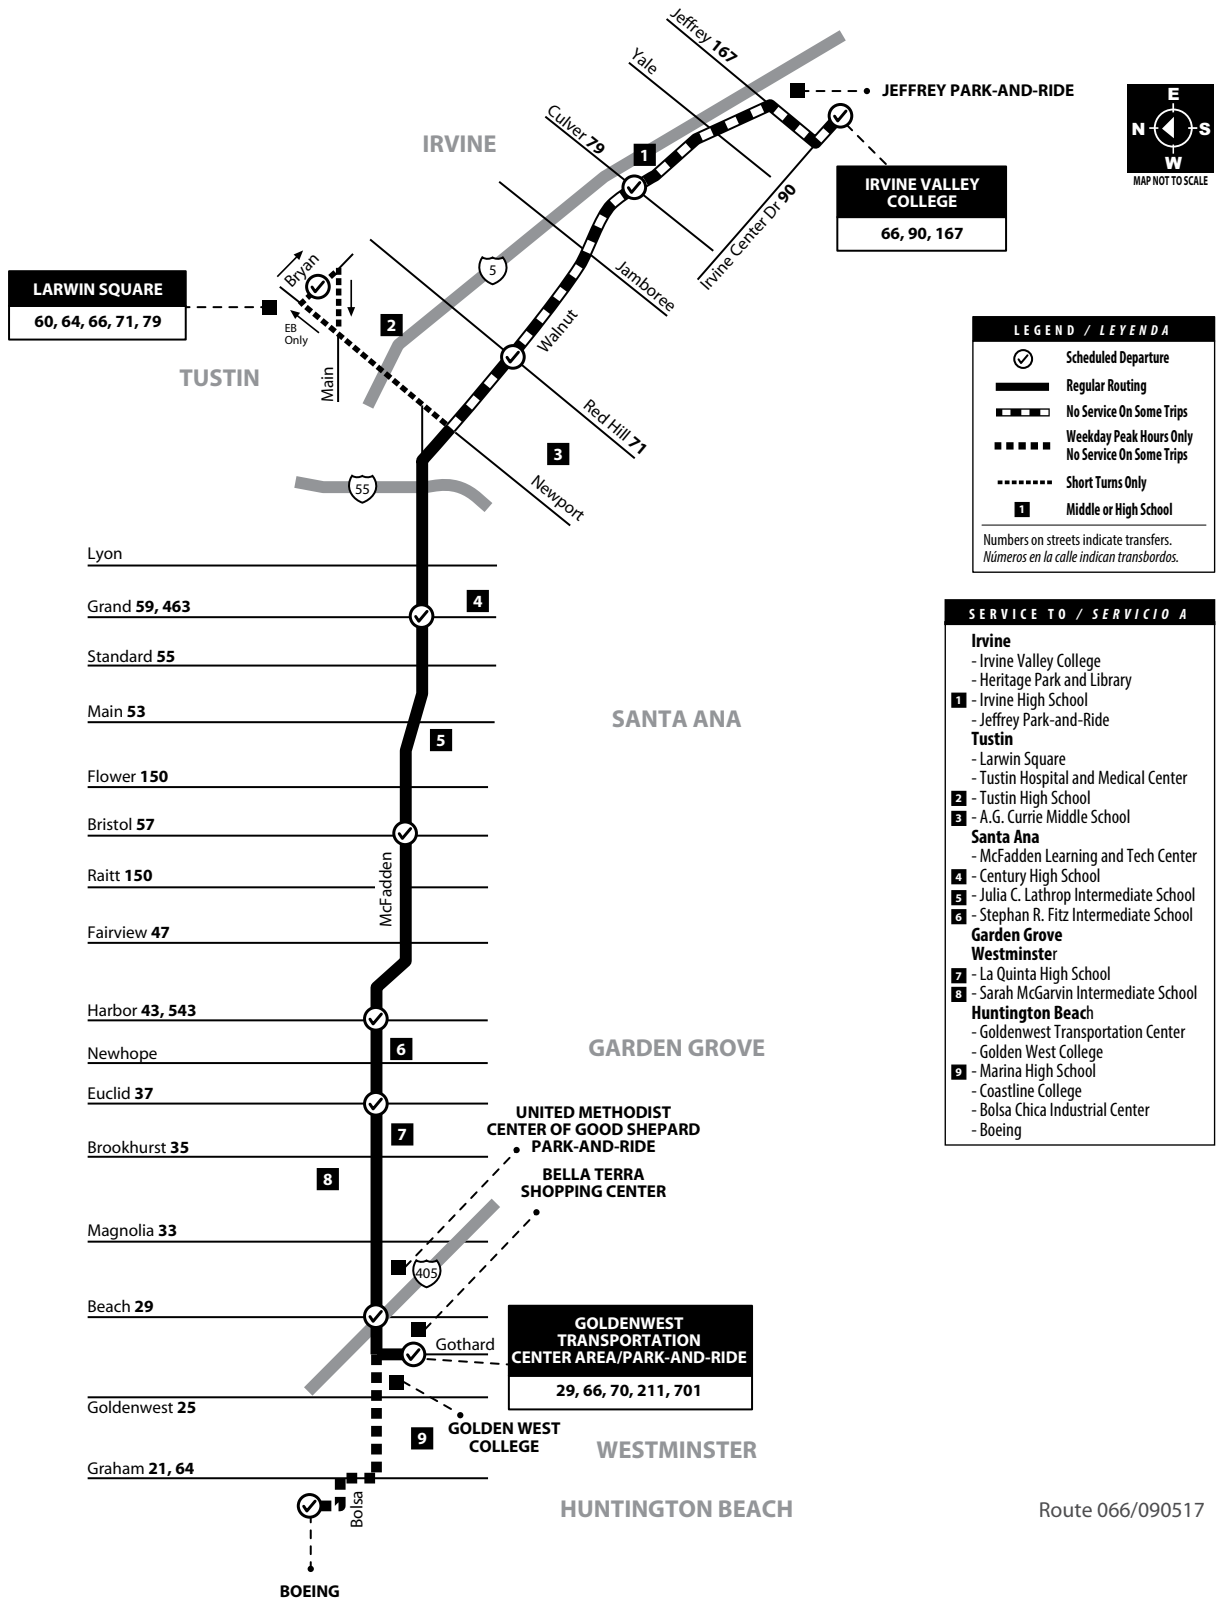 Jeffrey 167
Yale
Culver 79
IRVINE
1
JEFFREY PARK-AND-RIDE
E
N S
W
MAP NOT TO SCALE
IRVINE VALLEY
COLLEGE
66, 90, 167
Irvine Center Dr 90
Jamboree
5
Bryan
LARWIN SQUARE
60, 64, 66, 71, 79
EB
Only
2
Walnut
TUSTIN
Main
Red Hill 71
3
Newport
55
LEGEND / LEYENDA
Scheduled Departure
Regular Routing
No Service On Some Trips
Weekday Peak Hours Only
No Service On Some Trips
Short Turns Only
1 Middle or High School
Numbers on streets indicate transfers.
Números en la calle indican transbordos.
Lyon
Grand 59, 463
4
Standard 55
Main 53
SANTA ANA
5
Flower 150
Bristol 57
McFadden
Raitt 150
Fairview 47
Harbor 43, 543
6
GARDEN GROVE
Newhope
Euclid 37
7
UNITED METHODIST
CENTER OF GOOD SHEPARD
PARK-AND-RIDE
Brookhurst 35
8
BELLA TERRA
SHOPPING CENTER
Magnolia 33
405
Beach 29
Gothard
GOLDENWEST
TRANSPORTATION
CENTER AREA/PARK-AND-RIDE
29, 66, 70, 211, 701
Goldenwest 25
9
GOLDEN WEST
COLLEGE
WESTMINSTER
Graham 21, 64
Bolsa
HUNTINGTON BEACH
BOEING
SERVICE TO / SERVICIO A
Irvine
- Irvine Valley College
- Heritage Park and Library
1 - Irvine High School
- Jeffrey Park-and-Ride
Tustin
- Larwin Square
- Tustin Hospital and Medical Center
2 - Tustin High School
3 - A.G. Currie Middle School
Santa Ana
- McFadden Learning and Tech Center
4 - Century High School
5 - Julia C. Lathrop Intermediate School
6 - Stephan R. Fitz Intermediate School
Garden Grove
Westminster
7 - La Quinta High School
8 - Sarah McGarvin Intermediate School
Huntington Beach
- Goldenwest Transportation Center
- Golden West College
9 - Marina High School
- Coastline College
- Bolsa Chica Industrial Center
- Boeing
Route 066/090517